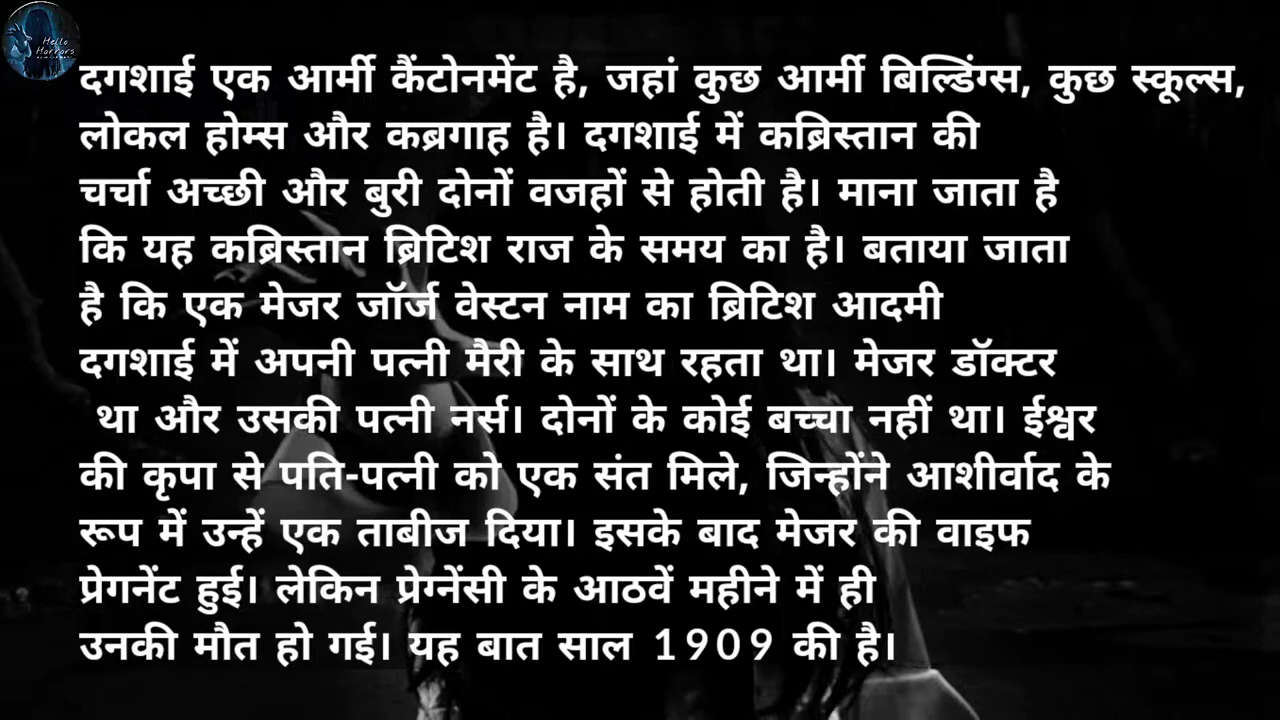 Hello
Horrors
दगशाई एक आर्मी कैंटोनमेंट है, जहां कुछ आर्मी बिल्डिंग्स, कुछ स्कूल्स,
लोकल होम्स और कब्रगाह है। दगशाई में कब्रिस्तान की
चर्चा अच्छी और बुरी दोनों वजहों से होती है। माना जाता है
कि यह कब्रिस्तान ब्रिटिश राज के समय का है। बताया जाता
है कि एक मेजर जॉर्ज वेस्टन नाम का ब्रिटिश आदमी
दगशाई में अपनी पत्नी मैरी के साथ रहता था। मेजर डॉक्टर
था और उसकी पत्नी नर्स। दोनों के कोई बच्चा नहीं था। ईश्वर
की कृपा से पति-पत्नी को एक संत मिले, जिन्होंने आशीर्वाद के
रूप में उन्हें एक ताबीज दिया। इसके बाद मेजर की वाइफ
प्रेगनेंट हुई। लेकिन प्रेग्नेंसी के आठवें महीने में ही
उनकी मौत हो गई। यह बात साल 1909 की है।